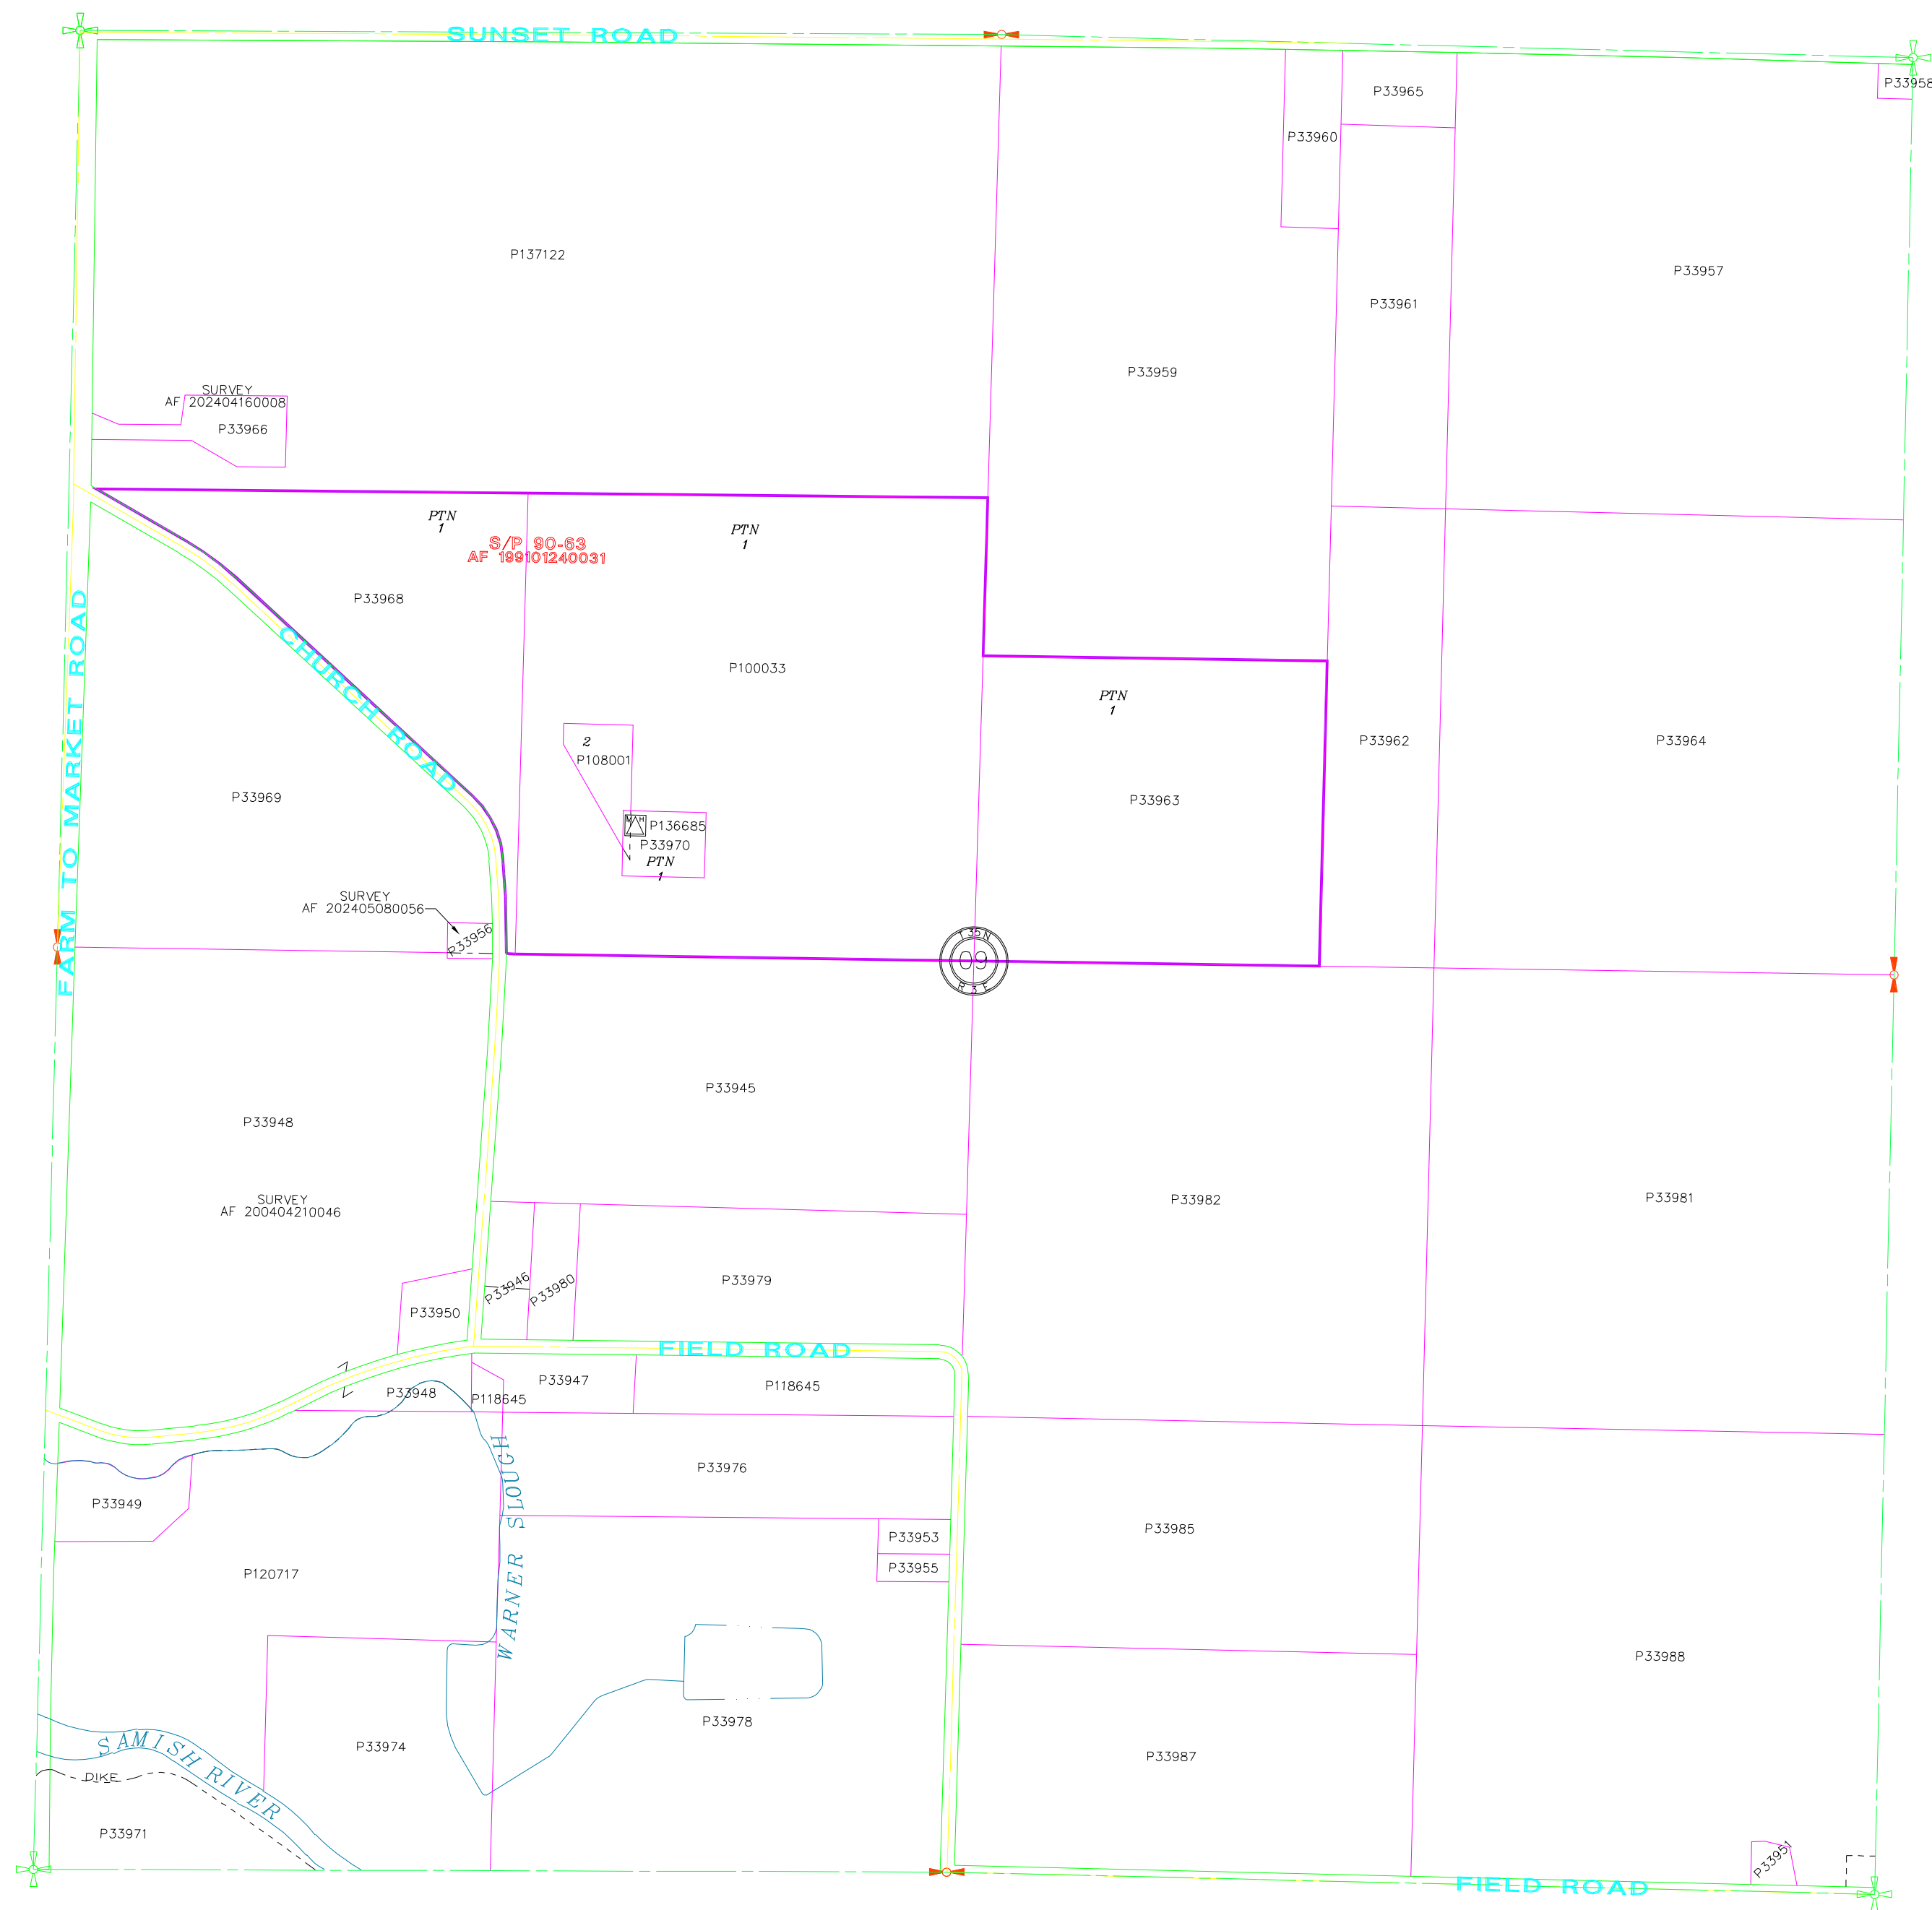 SUNSET ROAD
P33958
P33965
P33960
P137122
P33957
P33961
P33959
SURVEY
AF 202404160008
P33966
PTN
1
PTN
1
S/P 90-63
AF 199101240031
P33968
CHURCH ROAD
FARM TO MARKET ROAD
P100033
PTN
1
2
P108001
P33962
P33964
P33969
P33963
M H
P136685
P33970
PTN
1
SURVEY
AF 202405080056
P33956
T 35 N
09
R 3 E
P33945
P33948
SURVEY
AF 200404210046
P33982
P33981
P33946
P33980
P33979
P33950
FIELD ROAD
P33947
P118645
P33948
P118645
WARNER SLOUGH
P33976
P33949
P33953
P33955
P33985
P120717
P33988
P33978
P33974
P33987
SAMISH RIVER
DIKE
P33971
P33951
FIELD ROAD